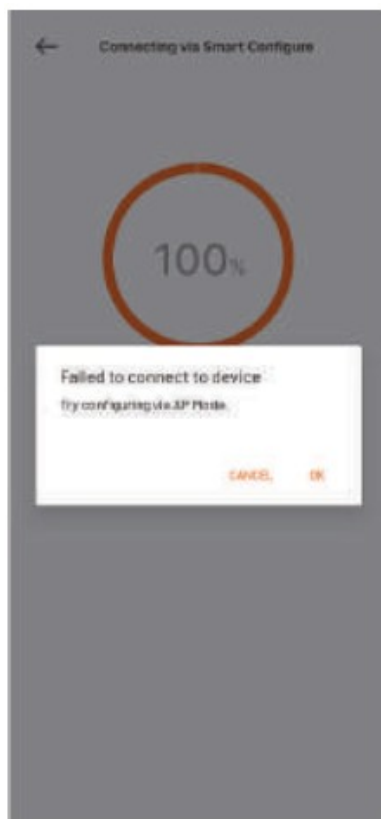 Connecting via Smart Configure
100%
Failed to connect to device
Try configuring via AP Mode.
CANCEL
OK